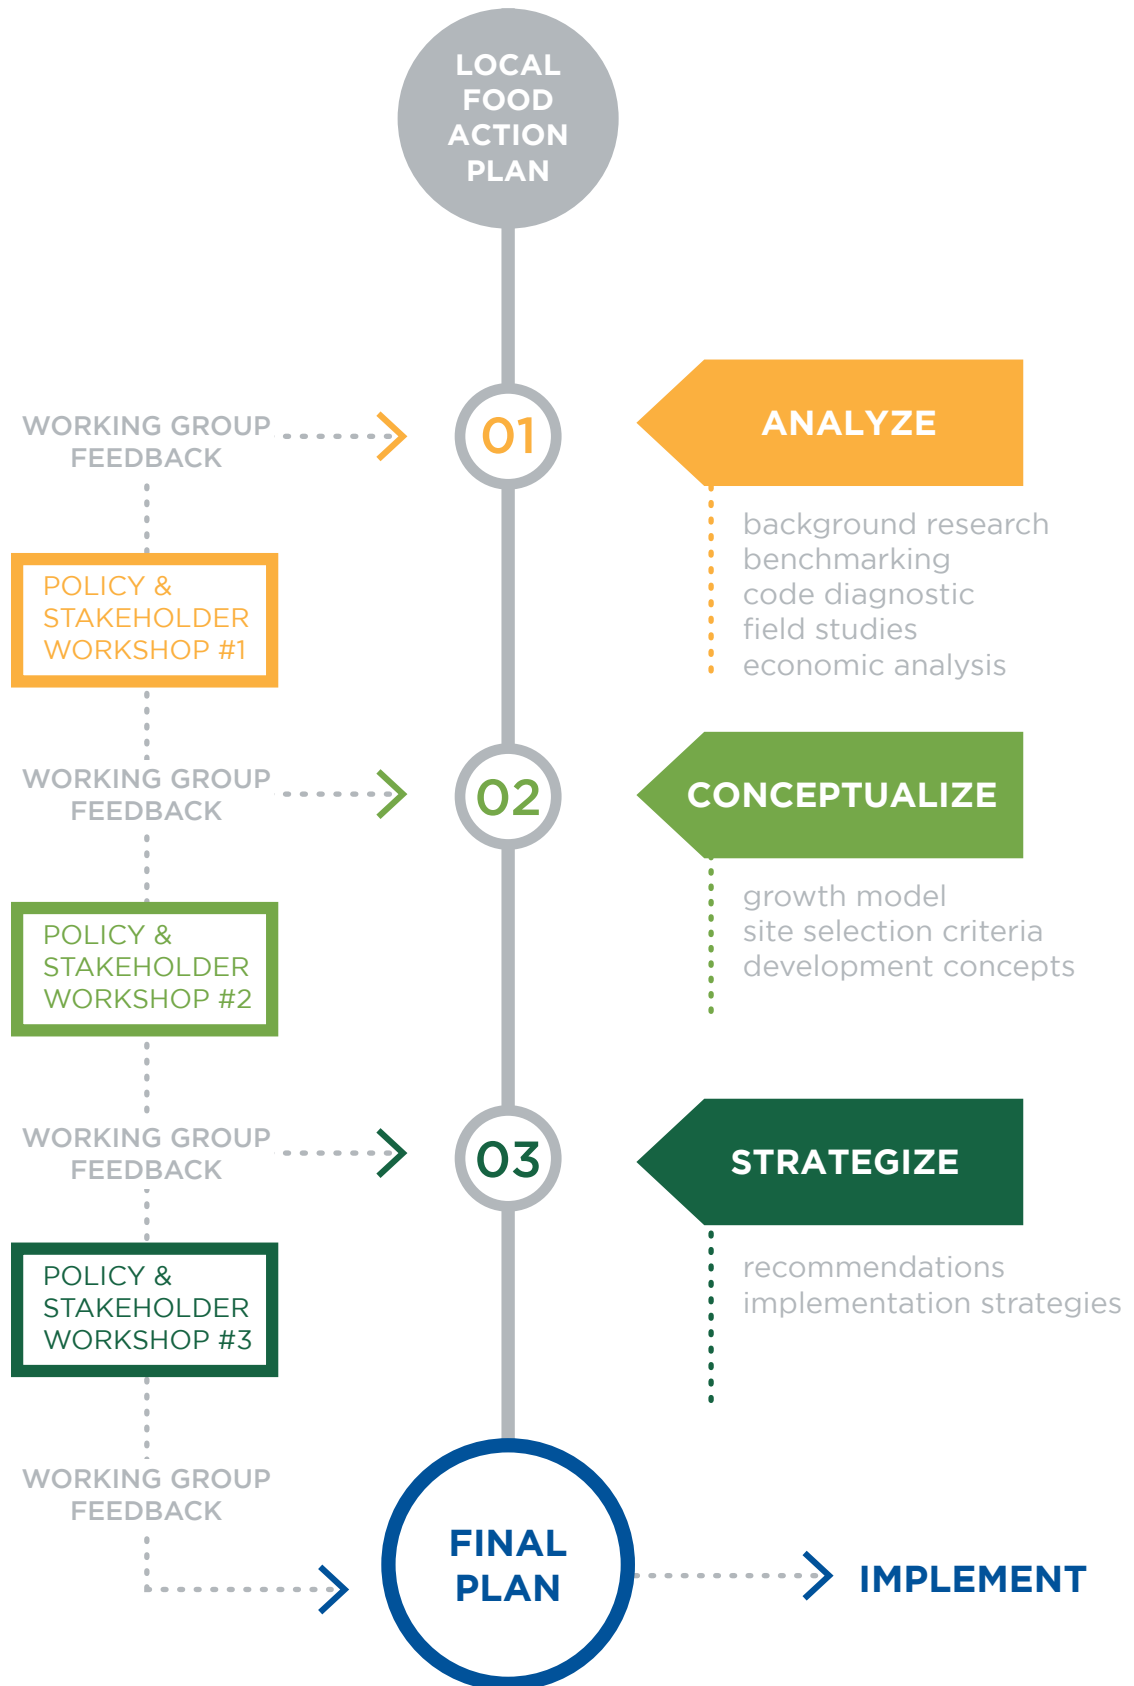 LOCAL
FOOD
ACTION
PLAN
WORKING GROUP
FEEDBACK
01
ANALYZE
background research
benchmarking
code diagnostic
field studies
economic analysis
POLICY &
STAKEHOLDER
WORKSHOP #1
WORKING GROUP
FEEDBACK
02
CONCEPTUALIZE
growth model
site selection criteria
development concepts
POLICY &
STAKEHOLDER
WORKSHOP #2
WORKING GROUP
FEEDBACK
03
STRATEGIZE
recommendations
implementation strategies
POLICY &
STAKEHOLDER
WORKSHOP #3
WORKING GROUP
FEEDBACK
FINAL
PLAN
IMPLEMENT